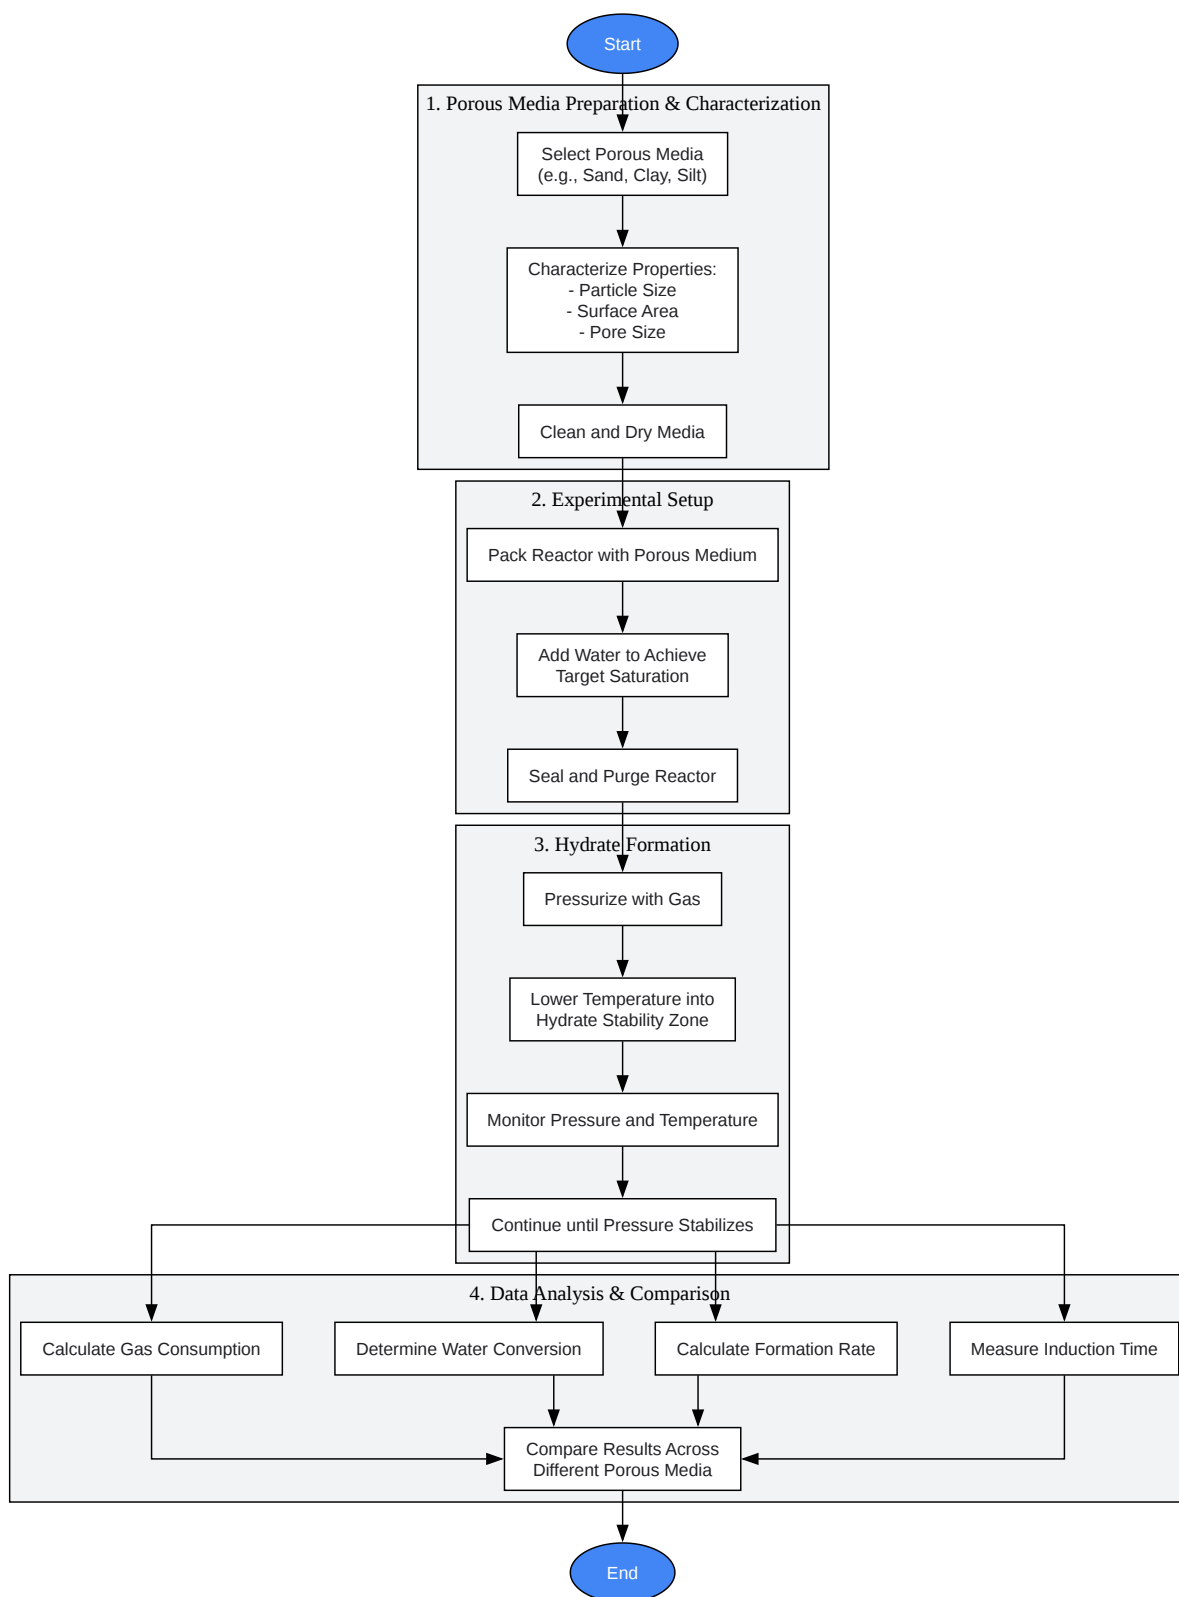 Start
1. Porous Media Preparation & Characterization
Select Porous Media
(e.g., Sand, Clay, Silt)
Characterize Properties:
- Particle Size
- Surface Area
- Pore Size
Clean and Dry Media
2. Experimental Setup
Pack Reactor with Porous Medium
Add Water to Achieve
Target Saturation
Seal and Purge Reactor
3. Hydrate Formation
Pressurize with Gas
Lower Temperature into
Hydrate Stability Zone
Monitor Pressure and Temperature
Continue until Pressure Stabilizes
4. Data Analysis & Comparison
Calculate Gas Consumption
Determine Water Conversion
Calculate Formation Rate
Measure Induction Time
Compare Results Across
Different Porous Media
End